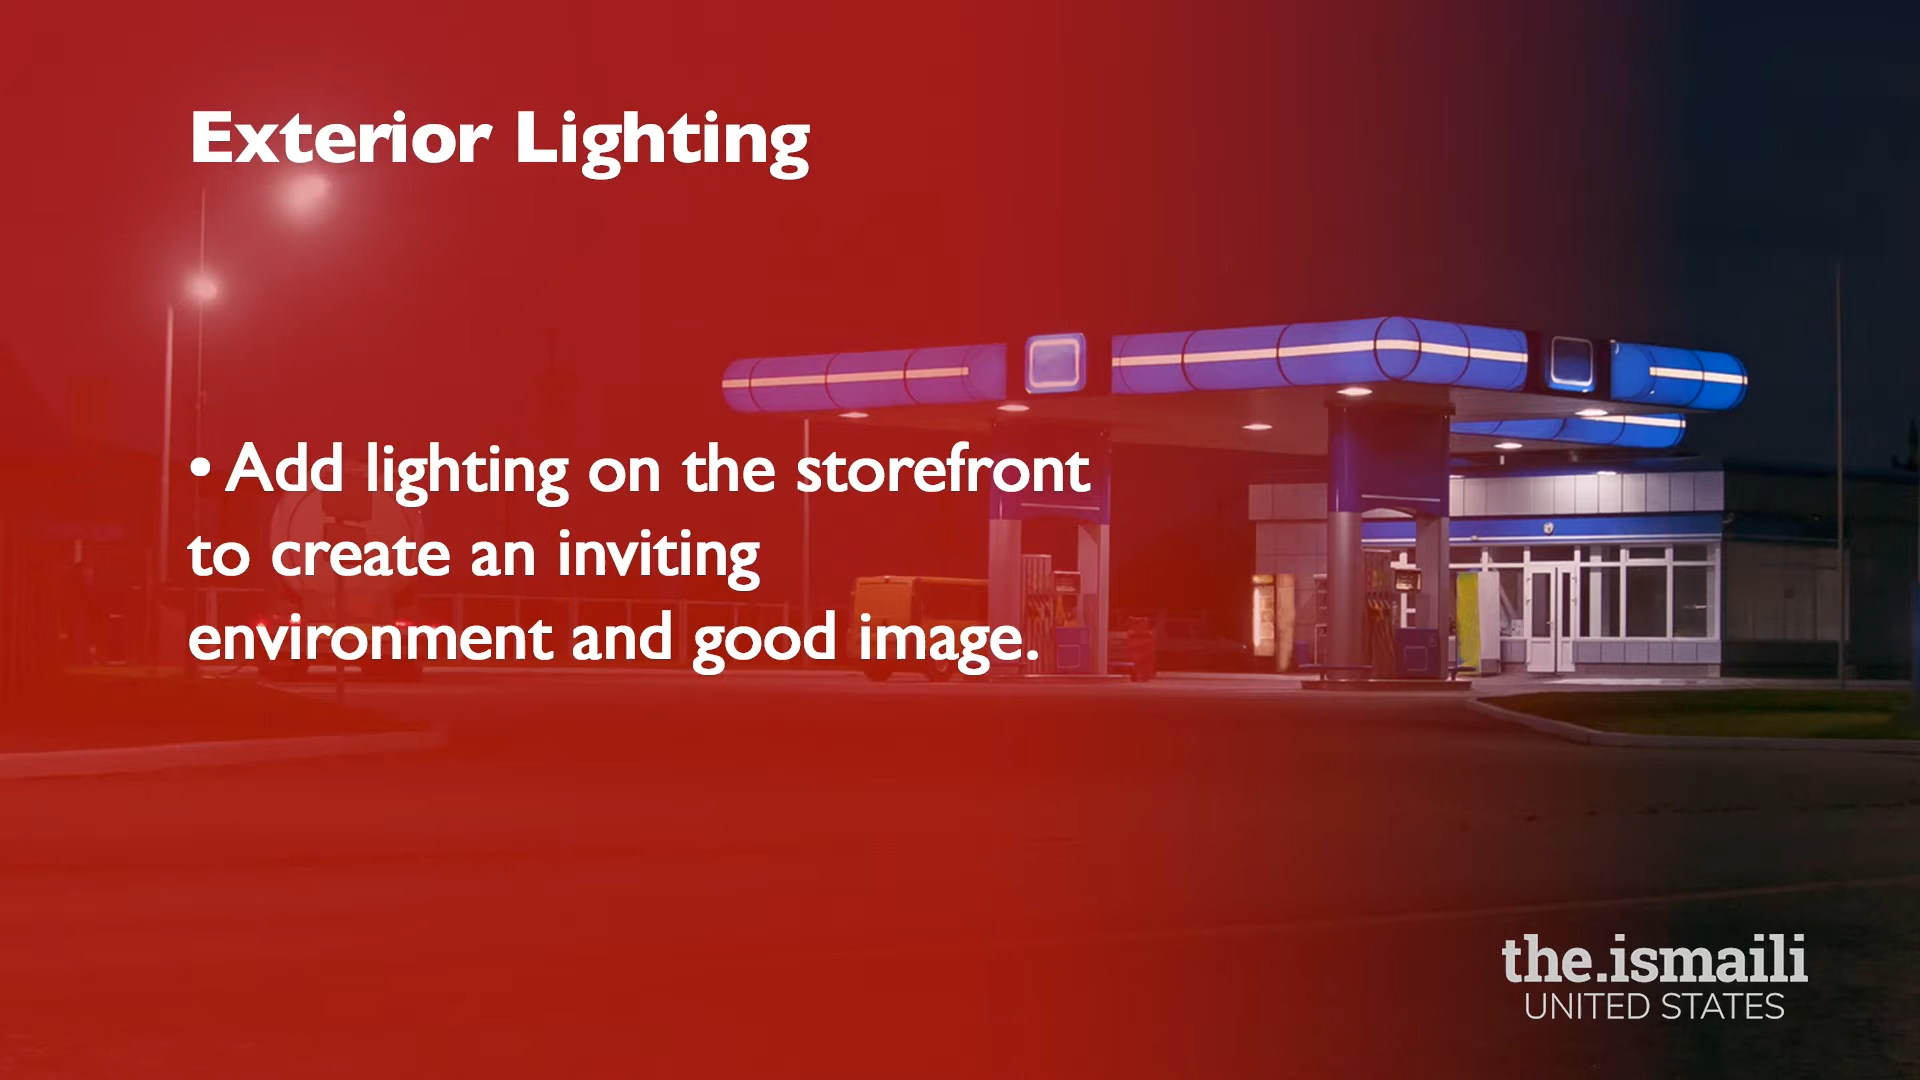 Exterior Lighting
• Add lighting on the storefront
to create an inviting
environment and good image.
the.ismaili
UNITED STATES